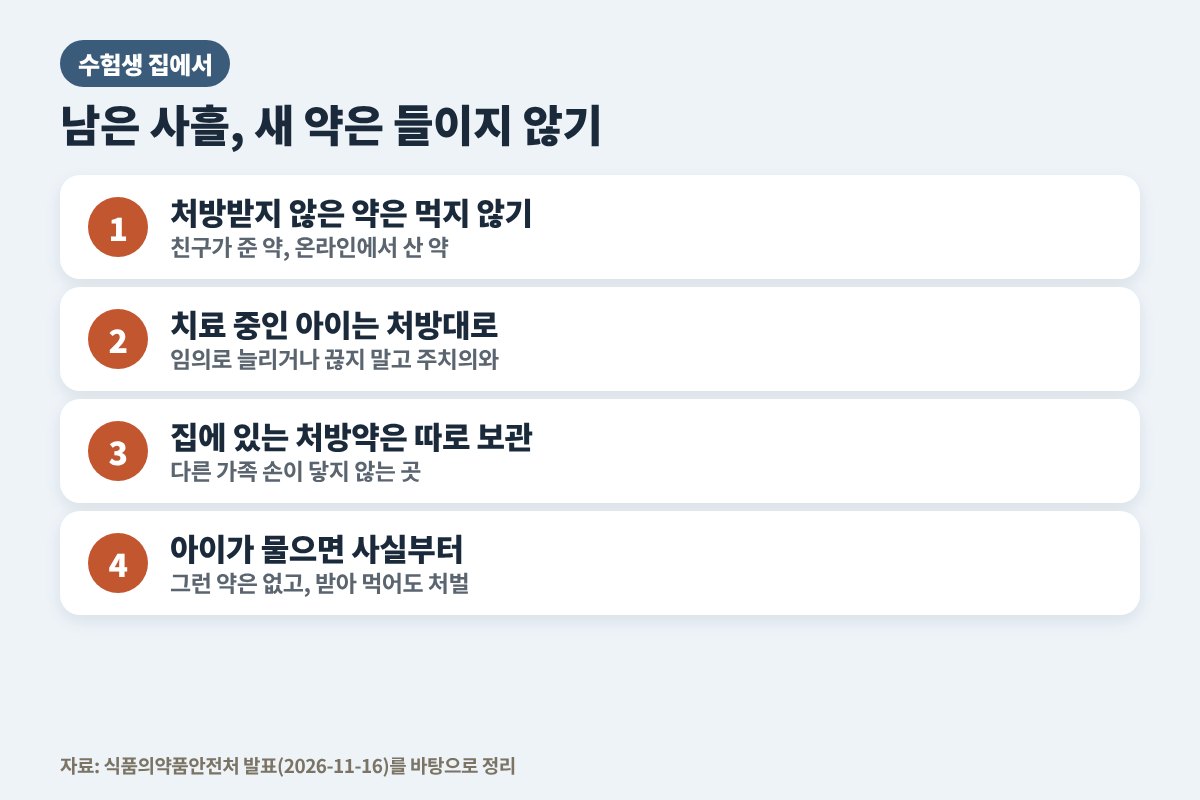 수험생 집에서
남은 사흘, 새 약은 들이지 않기
1
처방받지 않은 약은 먹지 않기
친구가 준 약, 온라인에서 산 약
2
치료 중인 아이는 처방대로
임의로 늘리거나 끊지 말고 주치의와
3
집에 있는 처방약은 따로 보관
다른 가족 손이 닿지 않는 곳
4
아이가 물으면 사실부터
그런 약은 없고, 받아 먹어도 처벌
자료: 식품의약품안전처 발표(2026-11-16)를 바탕으로 정리